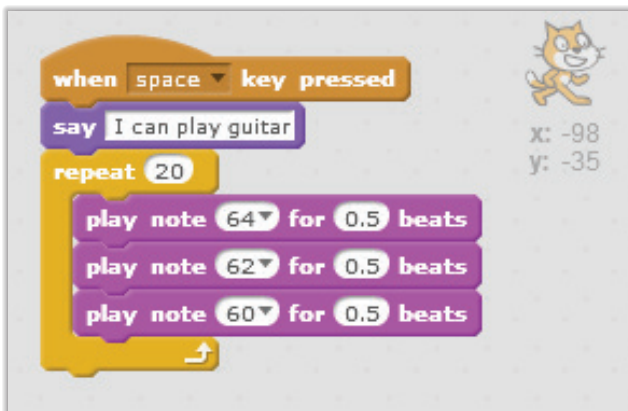 when space key pressed
say I can play guitar
repeat 20
play note 64 for 0.5 beats
play note 62 for 0.5 beats
play note 60 for 0.5 beats
x: -98
y: -35